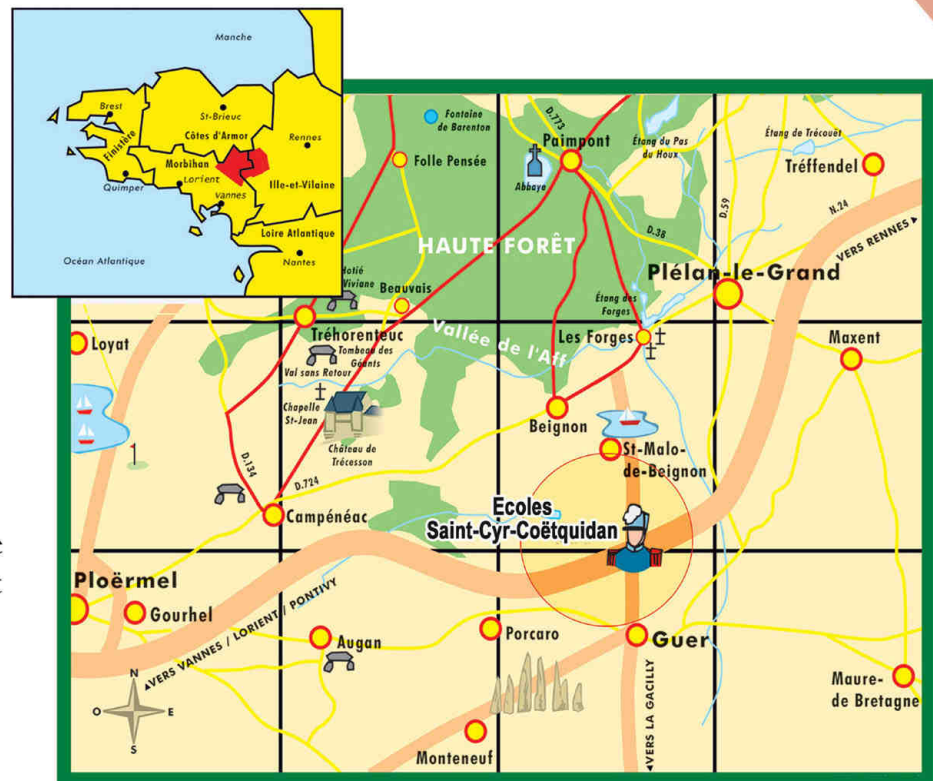 Manche
Brest
St-Brieuc
Côtes d'Armor
Finistère
Rennes
Morbihan
Lorient
Ille-et-Vilaine
Quimper
Vannes
Loire Atlantique
Océan Atlantique
Nantes
Fontaine
de Barenton
D.773
Étang du Pas
du Houx
Étang de Trécouët
Paimpont
Folle Pensée
Tréffendel
Abbaye
D.59
N.24
D.38
VERS RENNES
HAUTE FORÊT
Plélan-le-Grand
Hotié
Viviane
Beauvais
Étang des
Forges
Tréhorenteuc
Vallée de l'Aff
Les Forges
Loyat
Maxent
Tombeau des
Géants
Val sans Retour
Chapelle
St-Jean
Beignon
Château de
Trécesson
St-Malo-
de-Beignon
D.134
D.724
Ecoles
Saint-Cyr-Coëtquidan
Campénéac
Ploërmel
Gourhel
VERS VANNES / LORIENT / PONTIVY
Augan
Porcaro
Guer
Maure-
de Bretagne
N
O
E
S
VERS LA GACILLY
Monteneuf